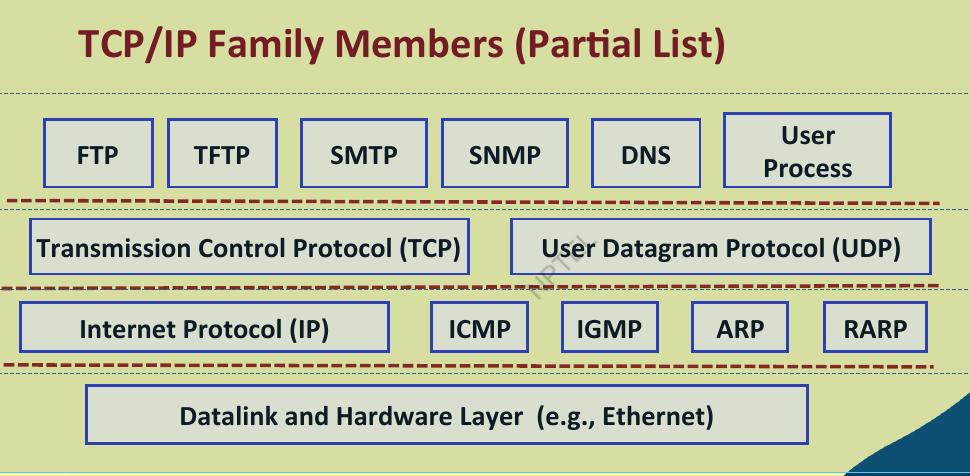 TCP/IP Family Members (Partial List)
FTP
TFTP
SMTP
SNMP
DNS
User
Process
Transmission Control Protocol (TCP)
User Datagram Protocol (UDP)
NPTEL
Internet Protocol (IP)
ICMP
IGMP
ARP
RARP
Datalink and Hardware Layer (e.g., Ethernet)